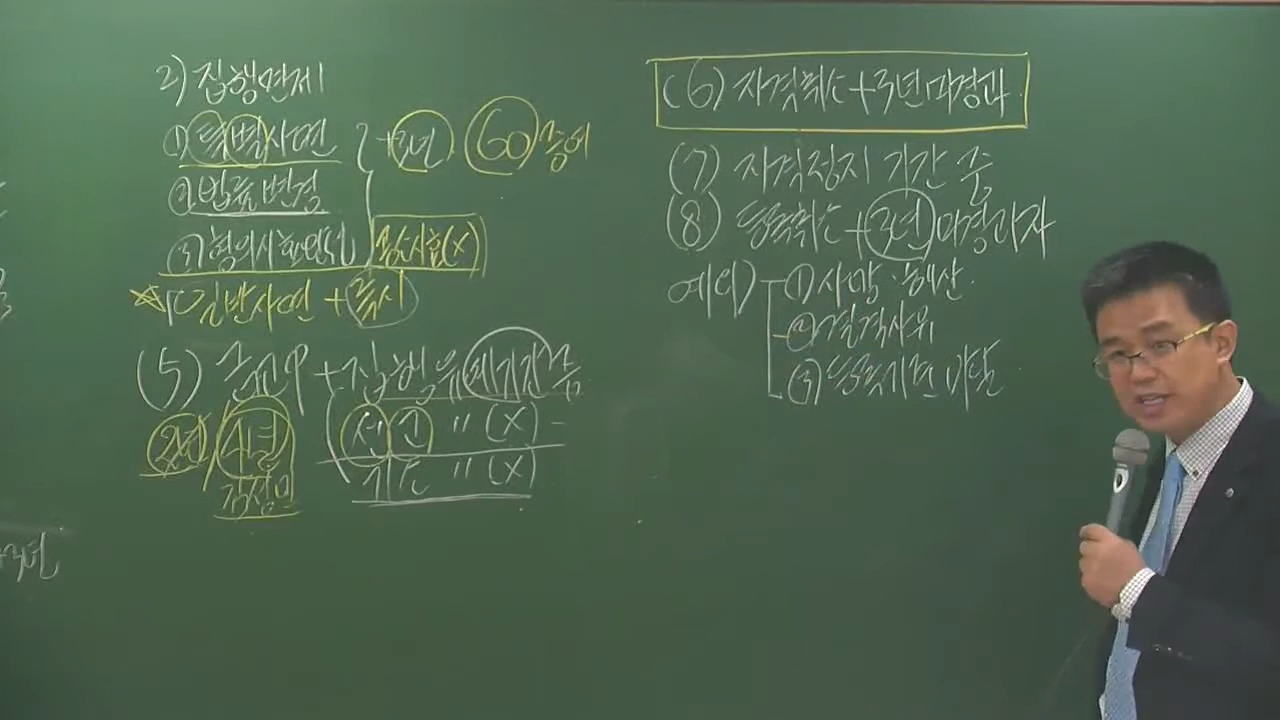 2) 집행면제
① 특별사면
② 법률변경
③ 형의시효완성
+3년
60
공소시효(x)
일반사면 + 즉시
(5) 금고↑ + 집행유예기간중
선고 〃 (x)
기소 〃 (x)
(6) 자격취소+3년미경과
(7) 자격정지 기간 중
(8) 등록취소+3년미경과자
예외) ① 사망·해산
② 결격사유
③ 등록기준 미달
+3년